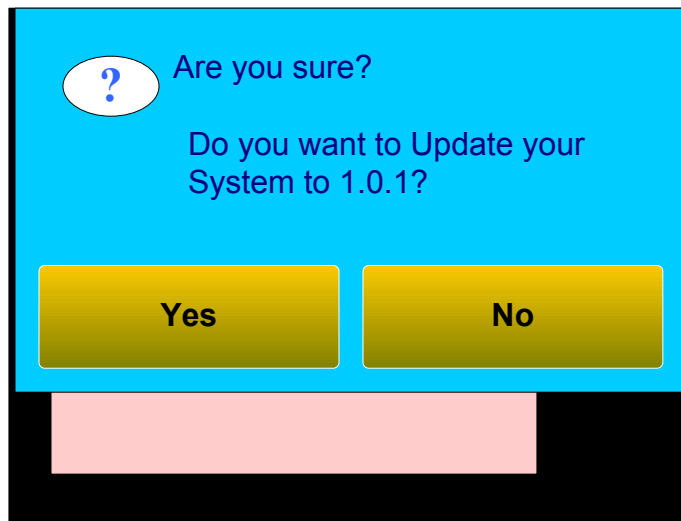 ?
Are you sure?
Do you want to Update your
System to 1.0.1?
Yes
No